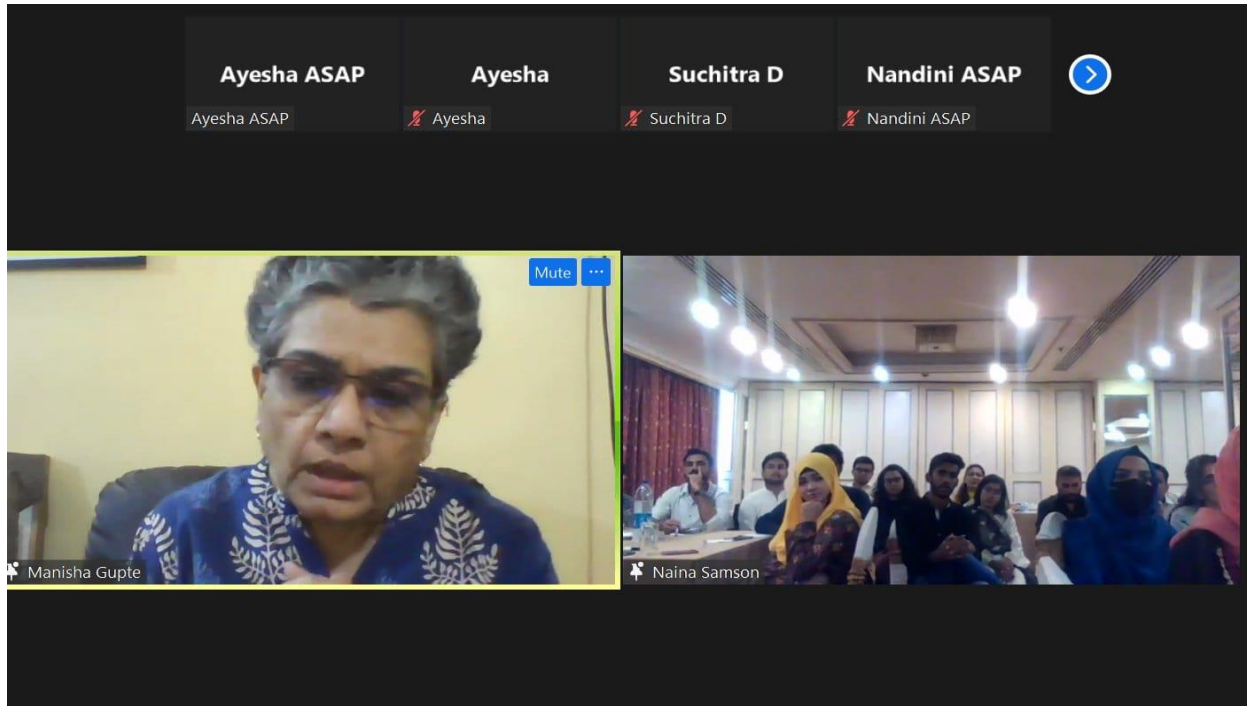 Ayesha ASAP
Ayesha
Suchitra D
Nandini ASAP
Ayesha ASAP
Ayesha
Suchitra D
Nandini ASAP
Mute
Manisha Gupte
Naina Samson